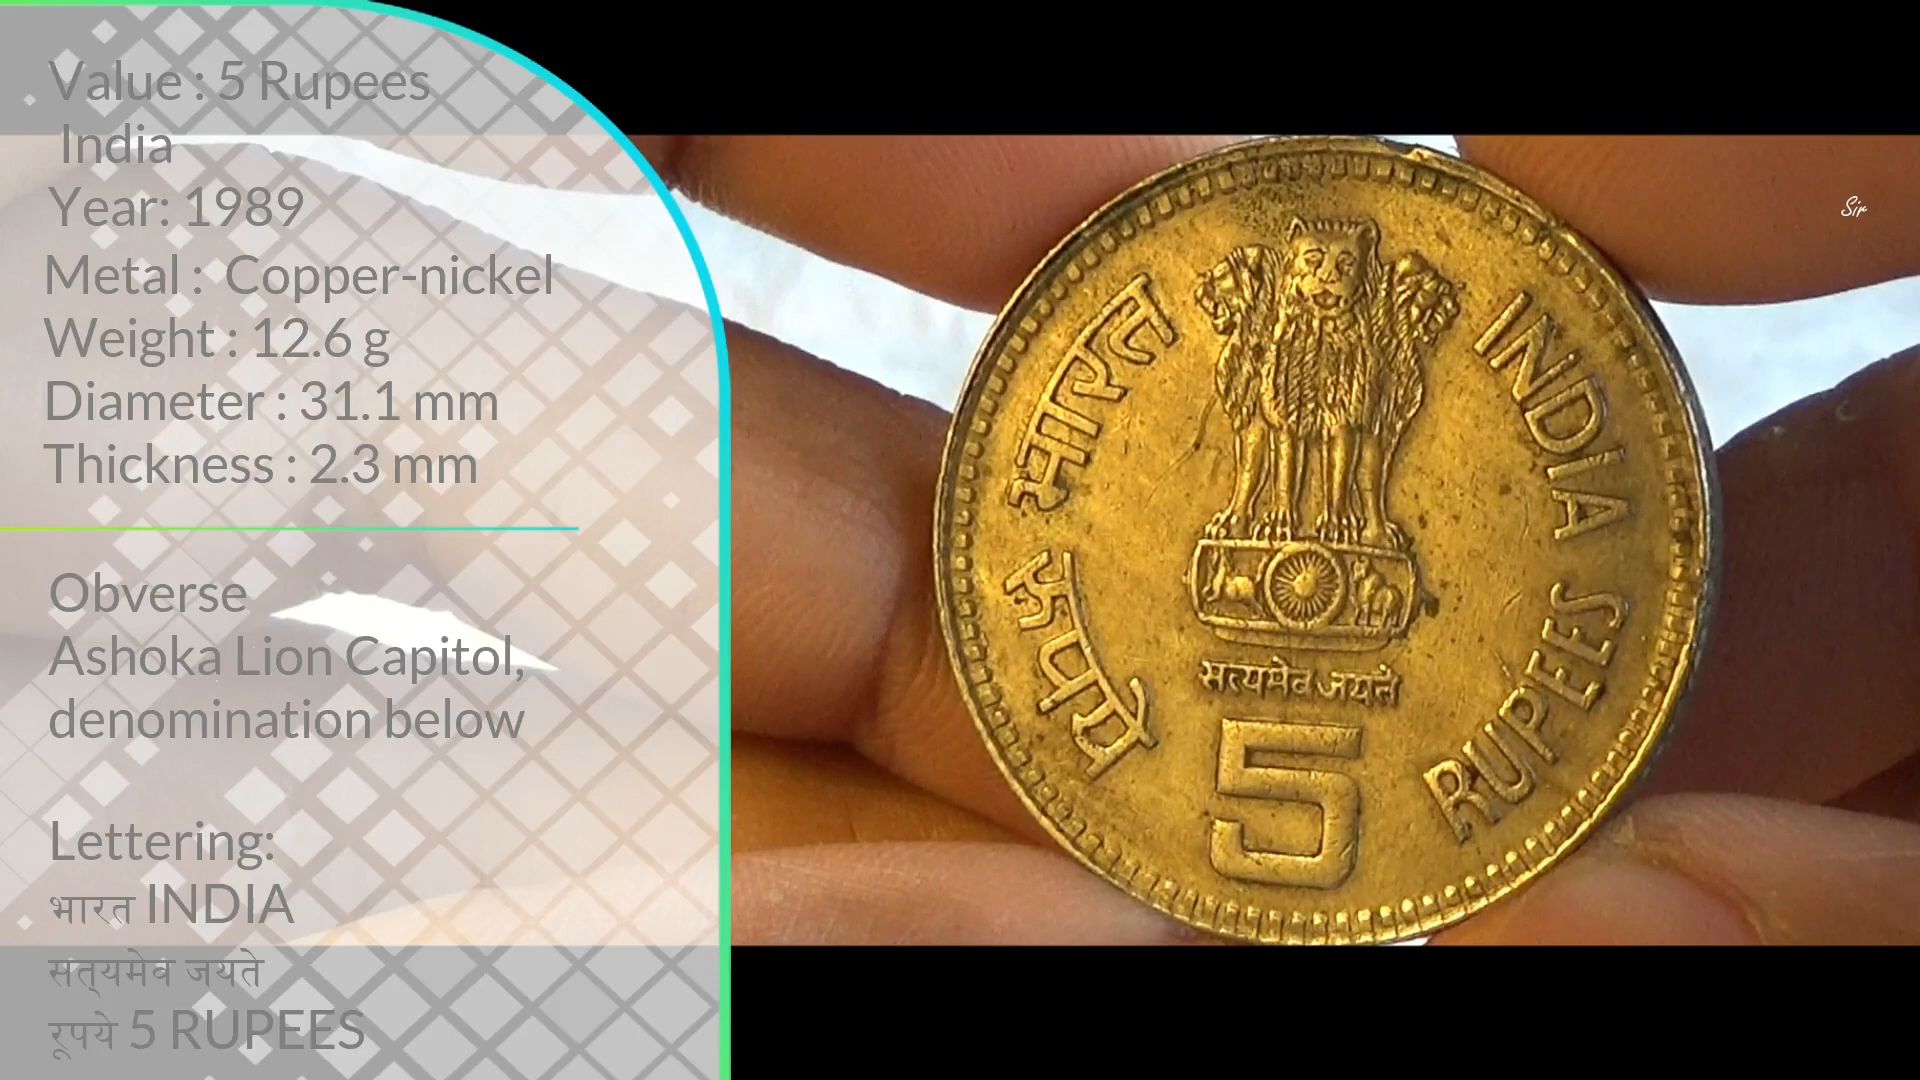 Value : 5 Rupees
India
Year: 1989
Metal : Copper-nickel
Weight : 12.6 g
Diameter : 31.1 mm
Thickness : 2.3 mm
Obverse
Ashoka Lion Capitol,
denomination below
Lettering:
भारत INDIA
सत्यमेव जयते
रूपये 5 RUPEES
Sir
भारत
INDIA
सत्यमेव जयते
रूपये
5
RUPEES